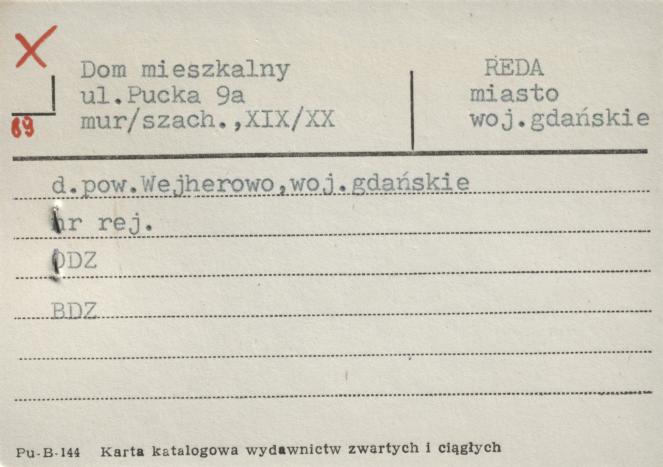 X
Dom mieszkalny
ul.Pucka 9a
mur/szach.,XIX/XX
89
REDA
miasto
woj.gdańskie
d.pow.Wejherowo,woj.gdańskie
nr rej.
ODZ
BDZ
Pu-B-144 Karta katalogowa wydawnictw zwartych i ciągłych